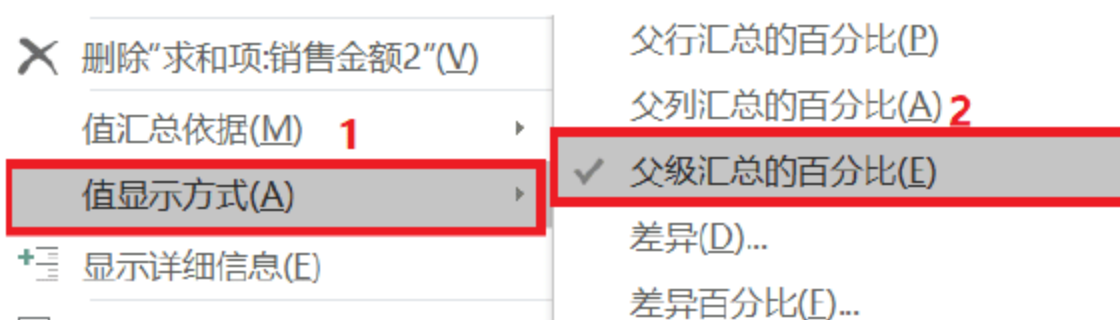 删除"求和项:销售金额2"(V)
值汇总依据(M) 1
值显示方式(A)
显示详细信息(E)
父行汇总的百分比(P)
父列汇总的百分比(A) 2
父级汇总的百分比(E)
差异(D)...
差异百分比(F)...